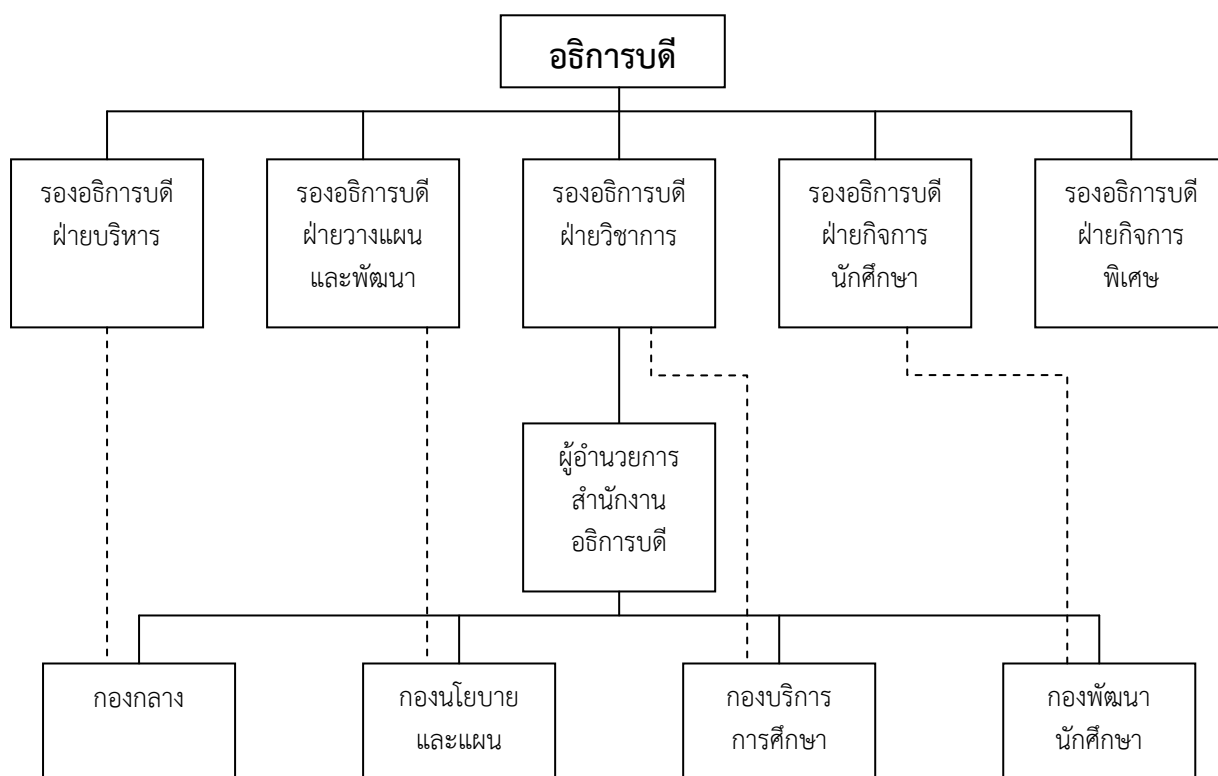 อธิการบดี
รองอธิการบดี
ฝ่ายบริหาร
รองอธิการบดี
ฝ่ายวางแผน
และพัฒนา
รองอธิการบดี
ฝ่ายวิชาการ
รองอธิการบดี
ฝ่ายกิจการ
นักศึกษา
รองอธิการบดี
ฝ่ายกิจการ
พิเศษ
ผู้อำนวยการ
สำนักงาน
อธิการบดี
กองกลาง
กองนโยบาย
และแผน
กองบริการ
การศึกษา
กองพัฒนา
นักศึกษา